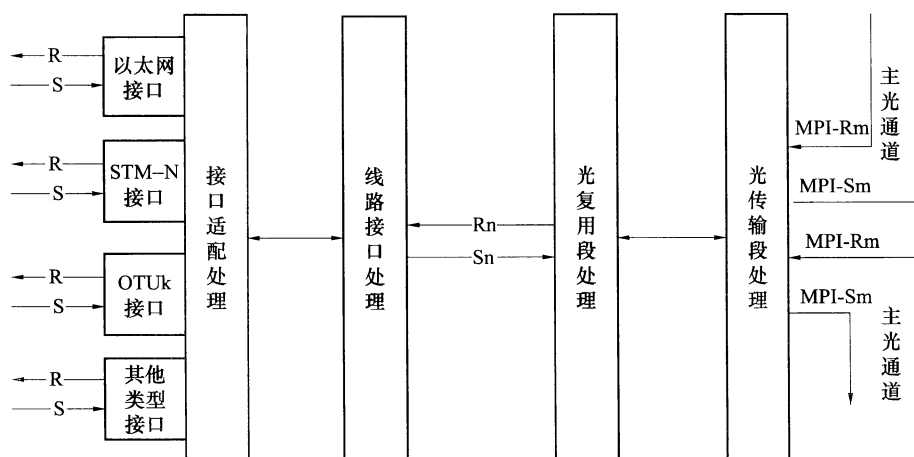 R
S
以太网
接口
R
S
STM-N
接口
R
S
OTUk
接口
R
S
其他
类型
接口
接口适配处理
线路接口处理
Rn
Sn
光复用段处理
光传输段处理
主光通道
MPI-Rm
MPI-Sm
MPI-Rm
MPI-Sm
主光通道